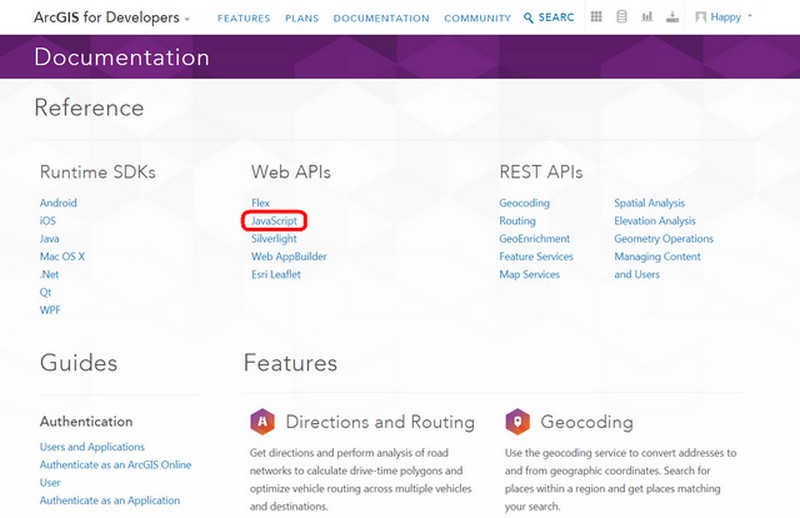 ArcGIS for Developers
FEATURES PLANS DOCUMENTATION COMMUNITY SEARC Happy
Documentation
Reference
Runtime SDKs
Android
iOS
Java
Mac OS X
.Net
Qt
WPF
Web APIs
Flex
JavaScript
Silverlight
Web AppBuilder
Esri Leaflet
REST APIs
Geocoding
Routing
GeoEnrichment
Feature Services
Map Services
Spatial Analysis
Elevation Analysis
Geometry Operations
Managing Content
and Users
Guides
Authentication
Users and Applications
Authenticate as an ArcGIS Online
User
Authenticate as an Application
Features
Directions and Routing
Get directions and perform analysis of road
networks to calculate drive-time polygons and
optimize vehicle routing across multiple vehicles
and destinations.
Geocoding
Use the geocoding service to convert addresses to
and from geographic coordinates. Search for
places within a region and get places matching
your search.